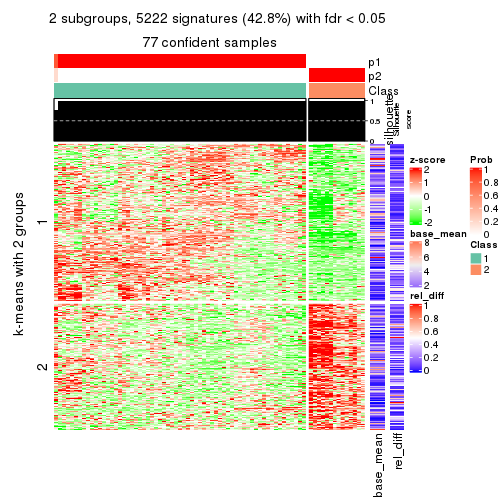 2 subgroups, 5222 signatures (42.8%) with fdr < 0.05
77 confident samples
p1
p2
Class
1
0.5
0
silhouette
Silhouette
score
k-means with 2 groups
1
2
base_mean
rel_diff
z-score
2
1
0
-1
-2
base_mean
8
6
4
2
rel_diff
1
0.8
0.6
0.4
0.2
0
Prob
1
0.8
0.6
0.4
0.2
0
Class
1
2